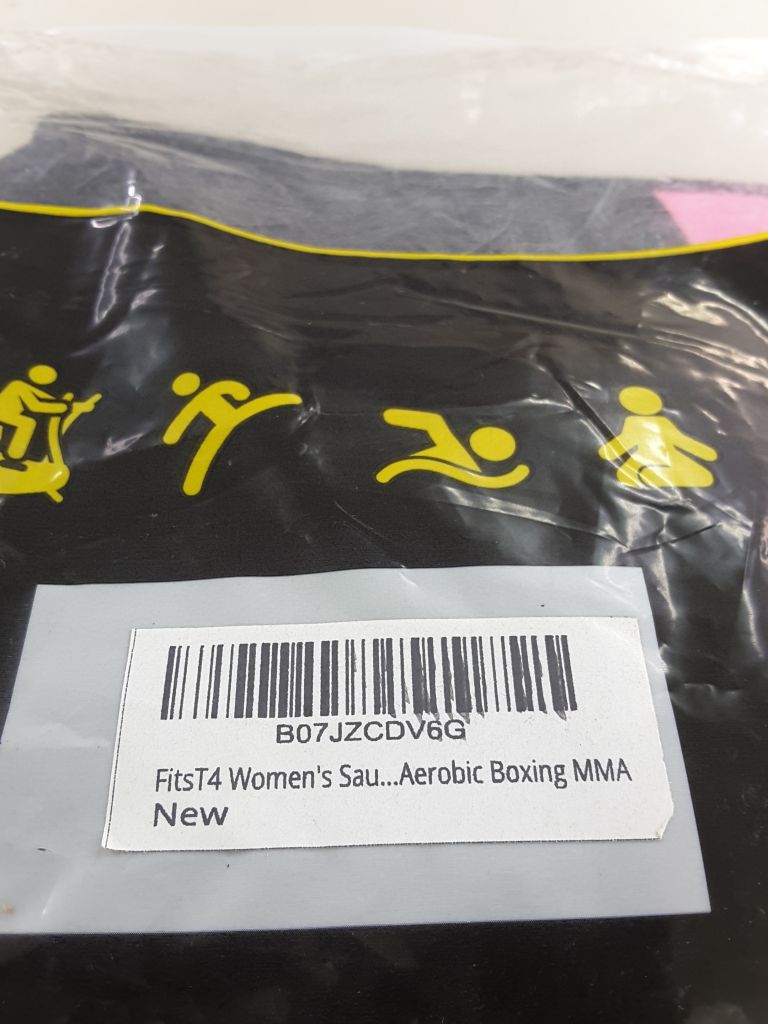 B07JZCDV6G
FitsT4 Women's Sau...Aerobic Boxing MMA
New